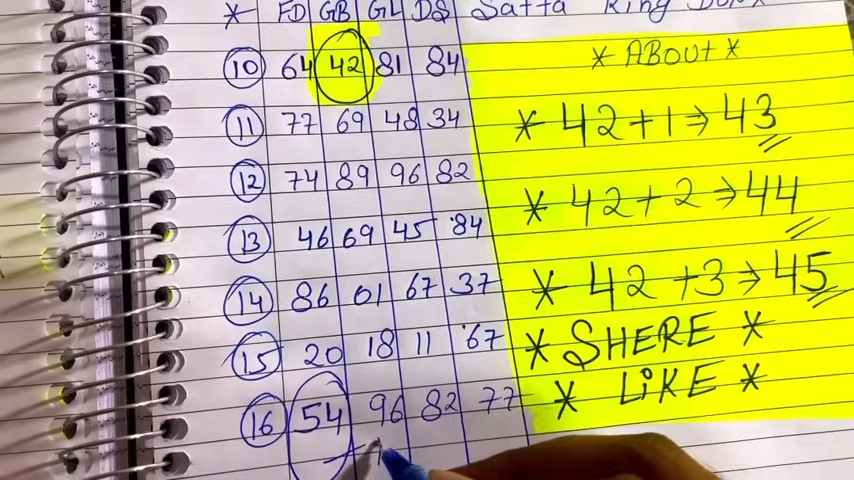 * FD GB GL DS Satta King
10 64 42 81 84
11 77 69 48 34
12 74 89 96 82
13 46 69 45 84
14 86 01 67 37
15 20 18 11 67
16 54 96 82 77
* ABOUT *
* 42+1⇒43
* 42+2⇒44
* 42+3⇒45
* SHERE *
* LiKE *